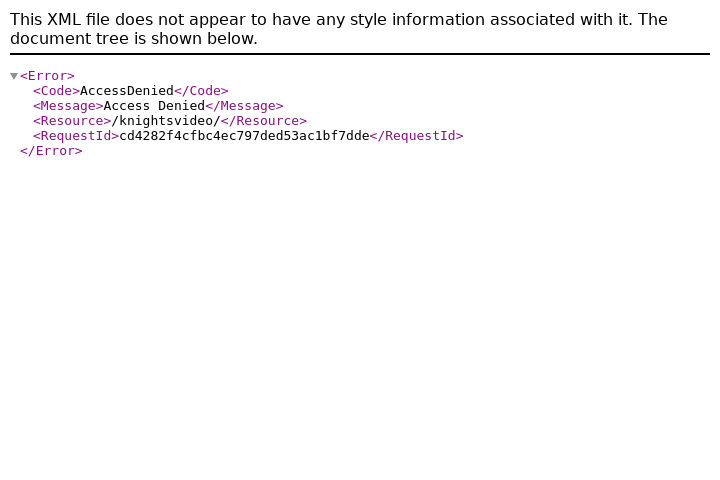 This XML file does not appear to have any style information associated with it. The
document tree is shown below.
<Error>
<Code>AccessDenied</Code>
<Message>Access Denied</Message>
<Resource>/knightsvideo/</Resource>
<RequestId>cd4282f4cfbc4ec797ded53ac1bf7dde</RequestId>
</Error>